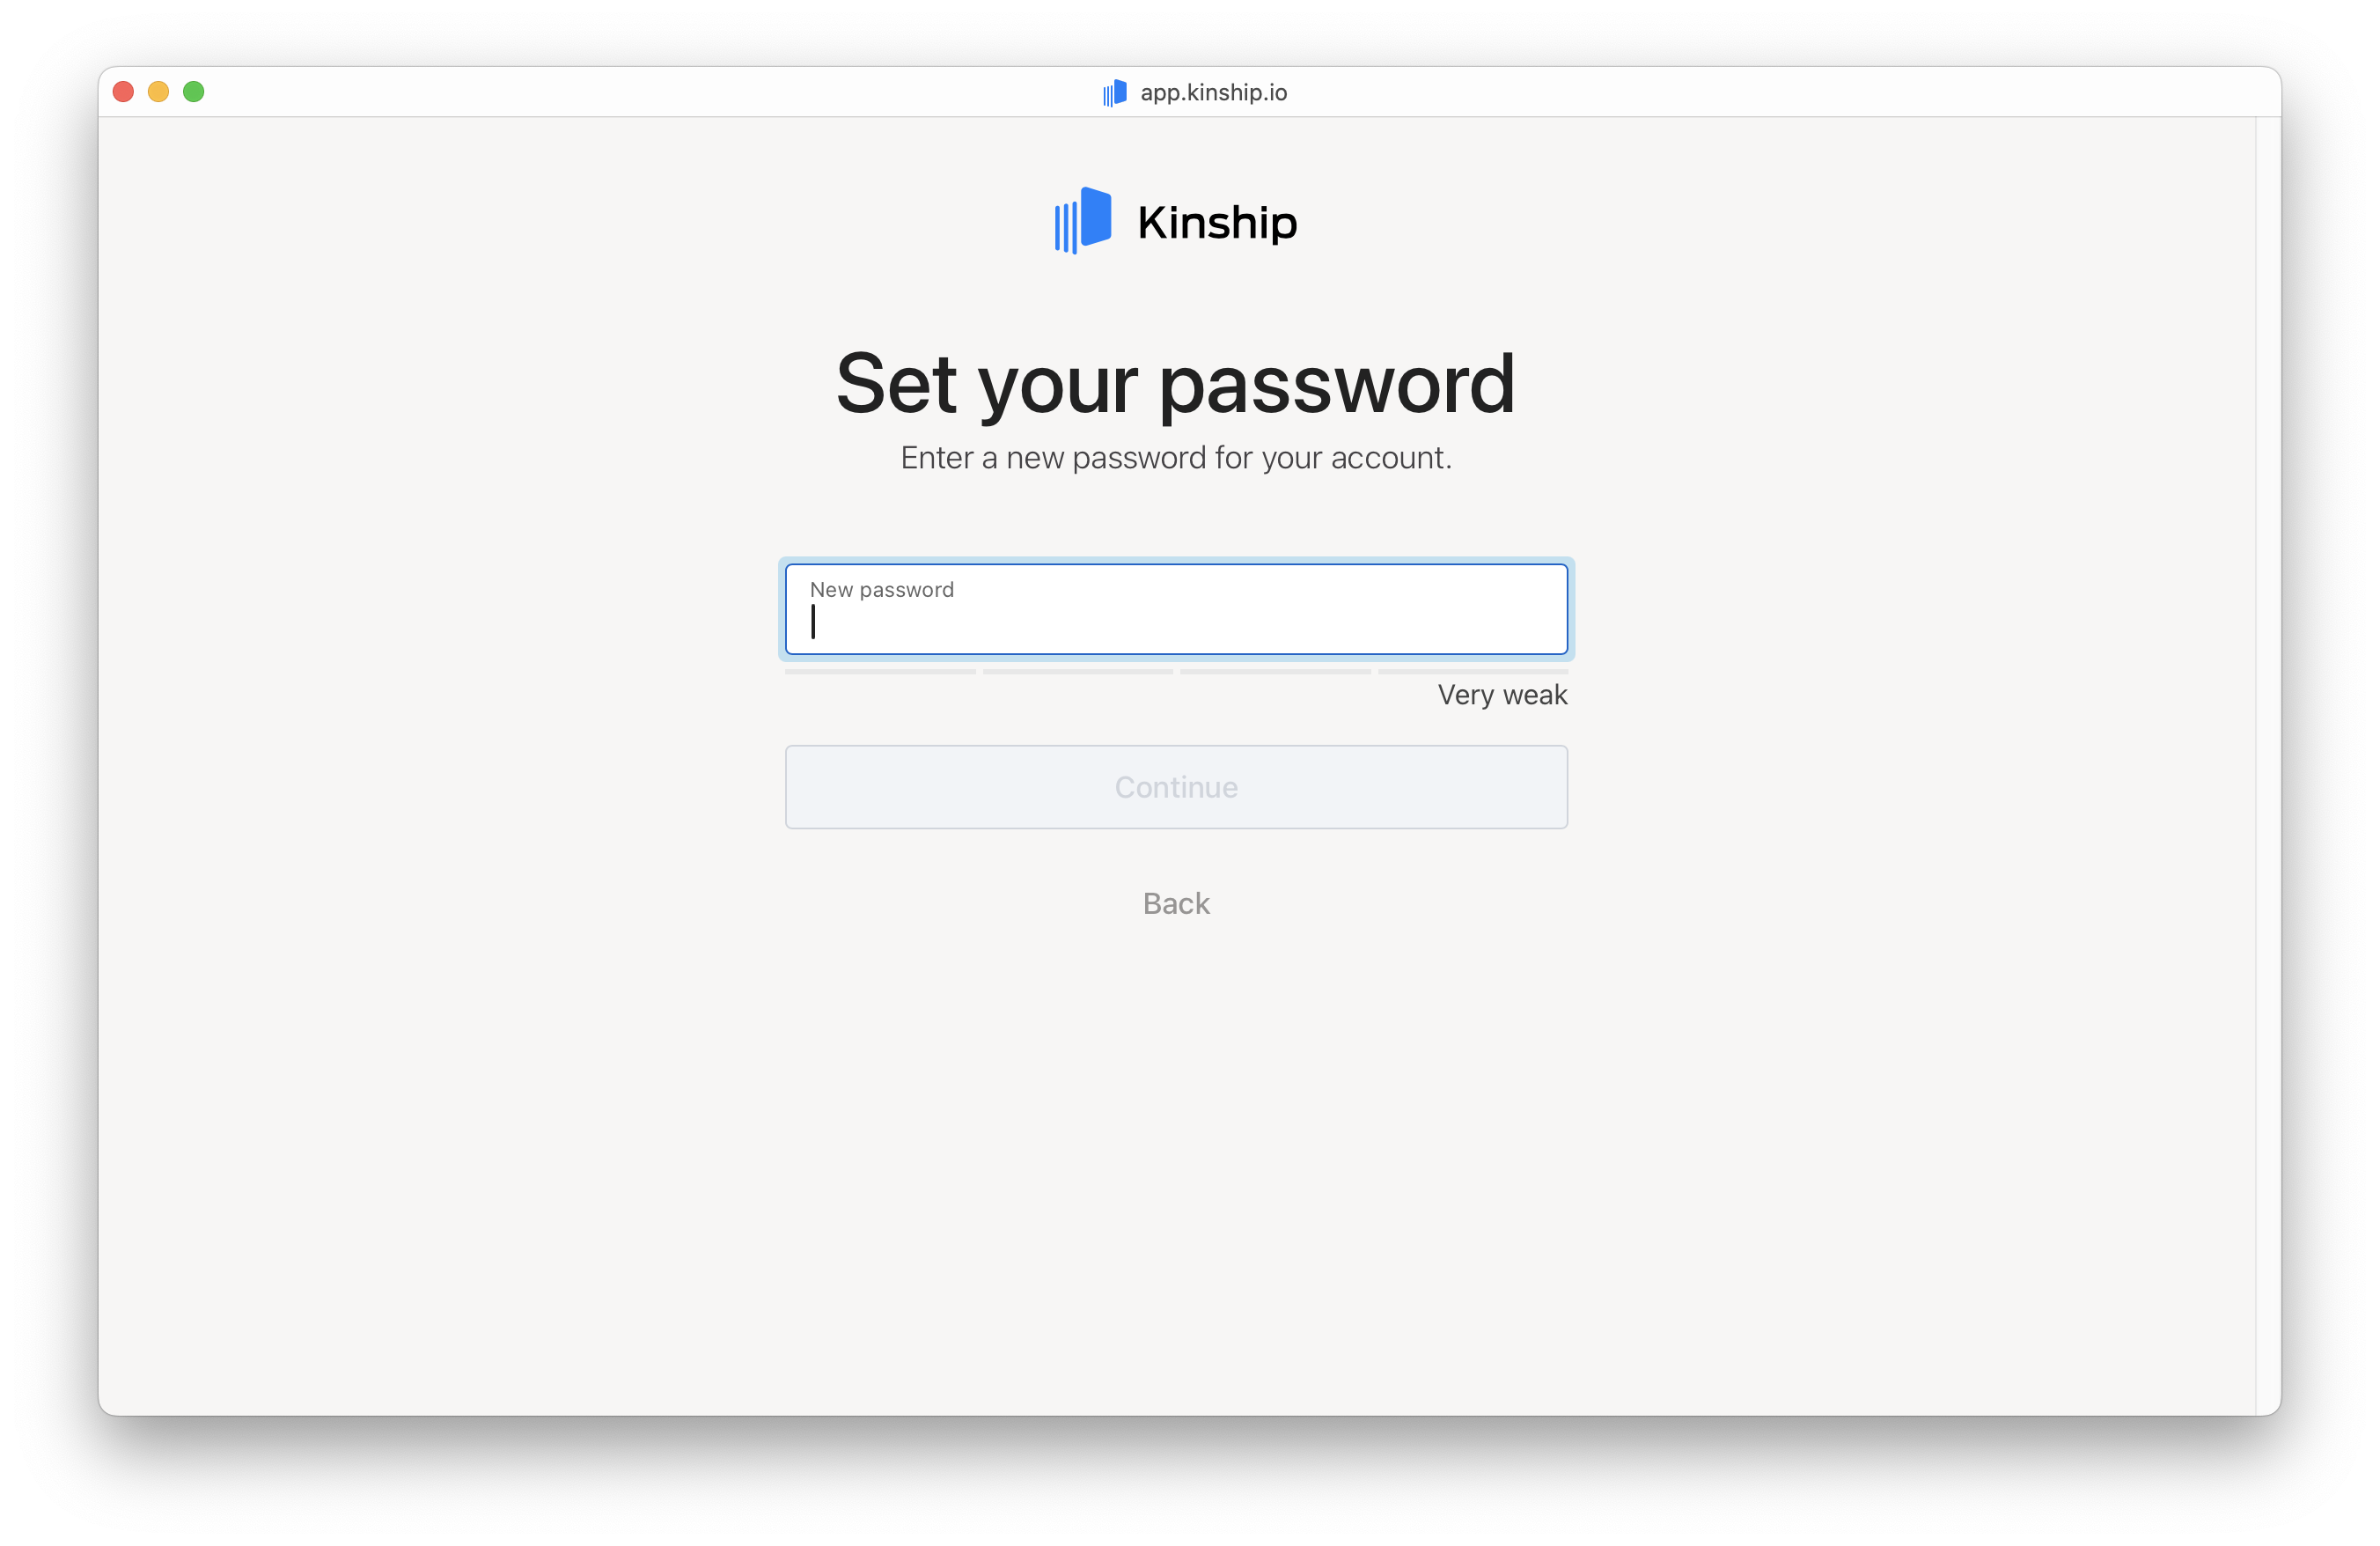 app.kinship.io
Kinship
Set your password
Enter a new password for your account.
New password
Very weak
Continue
Back